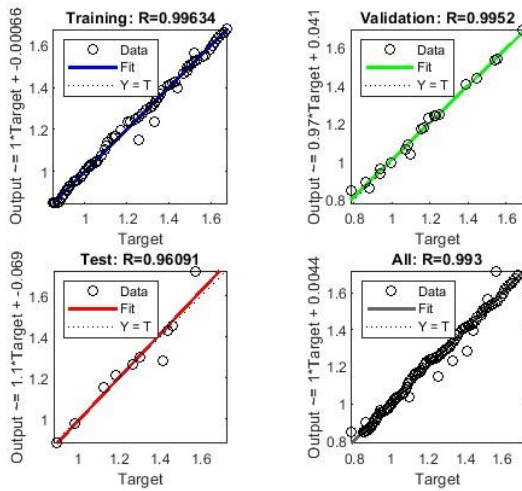 Training: R=0.99634
Output ~= 1*Target + -0.00066
1.6
1.4
1.2
1
Data
Fit
Y = T
1 1.2 1.4 1.6
Target
Validation: R=0.9952
Output ~= 0.97*Target + 0.041
1.6
1.4
1.2
1
0.8
Data
Fit
Y = T
0.8 1 1.2 1.4 1.6
Target
Test: R=0.96091
Output ~= 1.1*Target + -0.069
1.6
1.4
1.2
1
Data
Fit
Y = T
1 1.2 1.4 1.6
Target
All: R=0.993
Output ~= 1*Target + 0.0044
1.6
1.4
1.2
1
0.8
Data
Fit
Y = T
0.8 1 1.2 1.4 1.6
Target